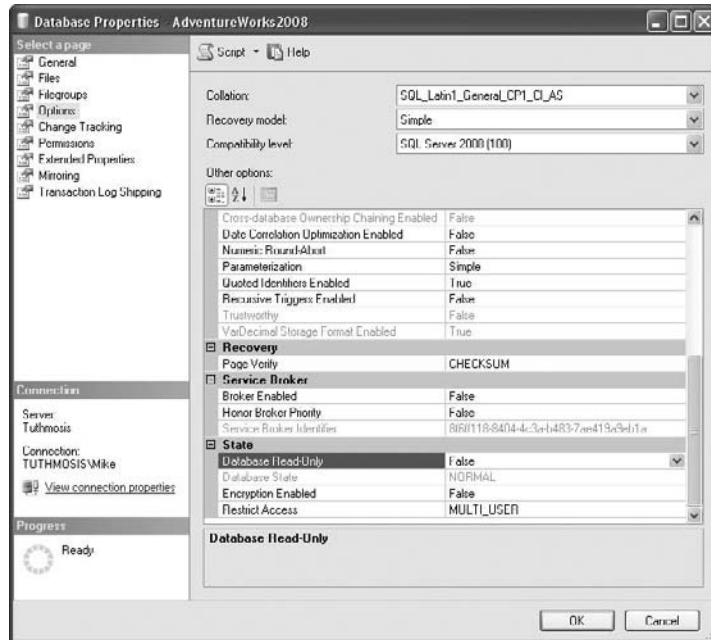 Database Properties - AdventureWorks2008
Select a page
General
Files
Filegroups
Options
Change Tracking
Permissions
Extended Properties
Mirroring
Transaction Log Shipping
Script Help
Collation: SQL_Latin1_General_CP1_CI_AS
Recovery model: Simple
Compatibility level: SQL Server 2008 (100)
Other options:
Cross-database Ownership Chaining Enabled False
Date Correlation Optimization Enabled False
Numeric Round-Abort False
Parameterization Simple
Quoted Identifiers Enabled True
Recursive Triggers Enabled False
Trustworthy False
VarDecimal Storage Format Enabled True
Recovery
Page Verify CHECKSUM
Service Broker
Broker Enabled False
Honor Broker Priority False
Service Broker Identifier
State
Database Read-Only False
Database State NORMAL
Encryption Enabled False
Restrict Access MULTI_USER
Database Read-Only
Connection
Server:
Tuthmosis
Connection:
TUTHMOSIS\Mike
View connection properties
Progress
Ready
OK Cancel